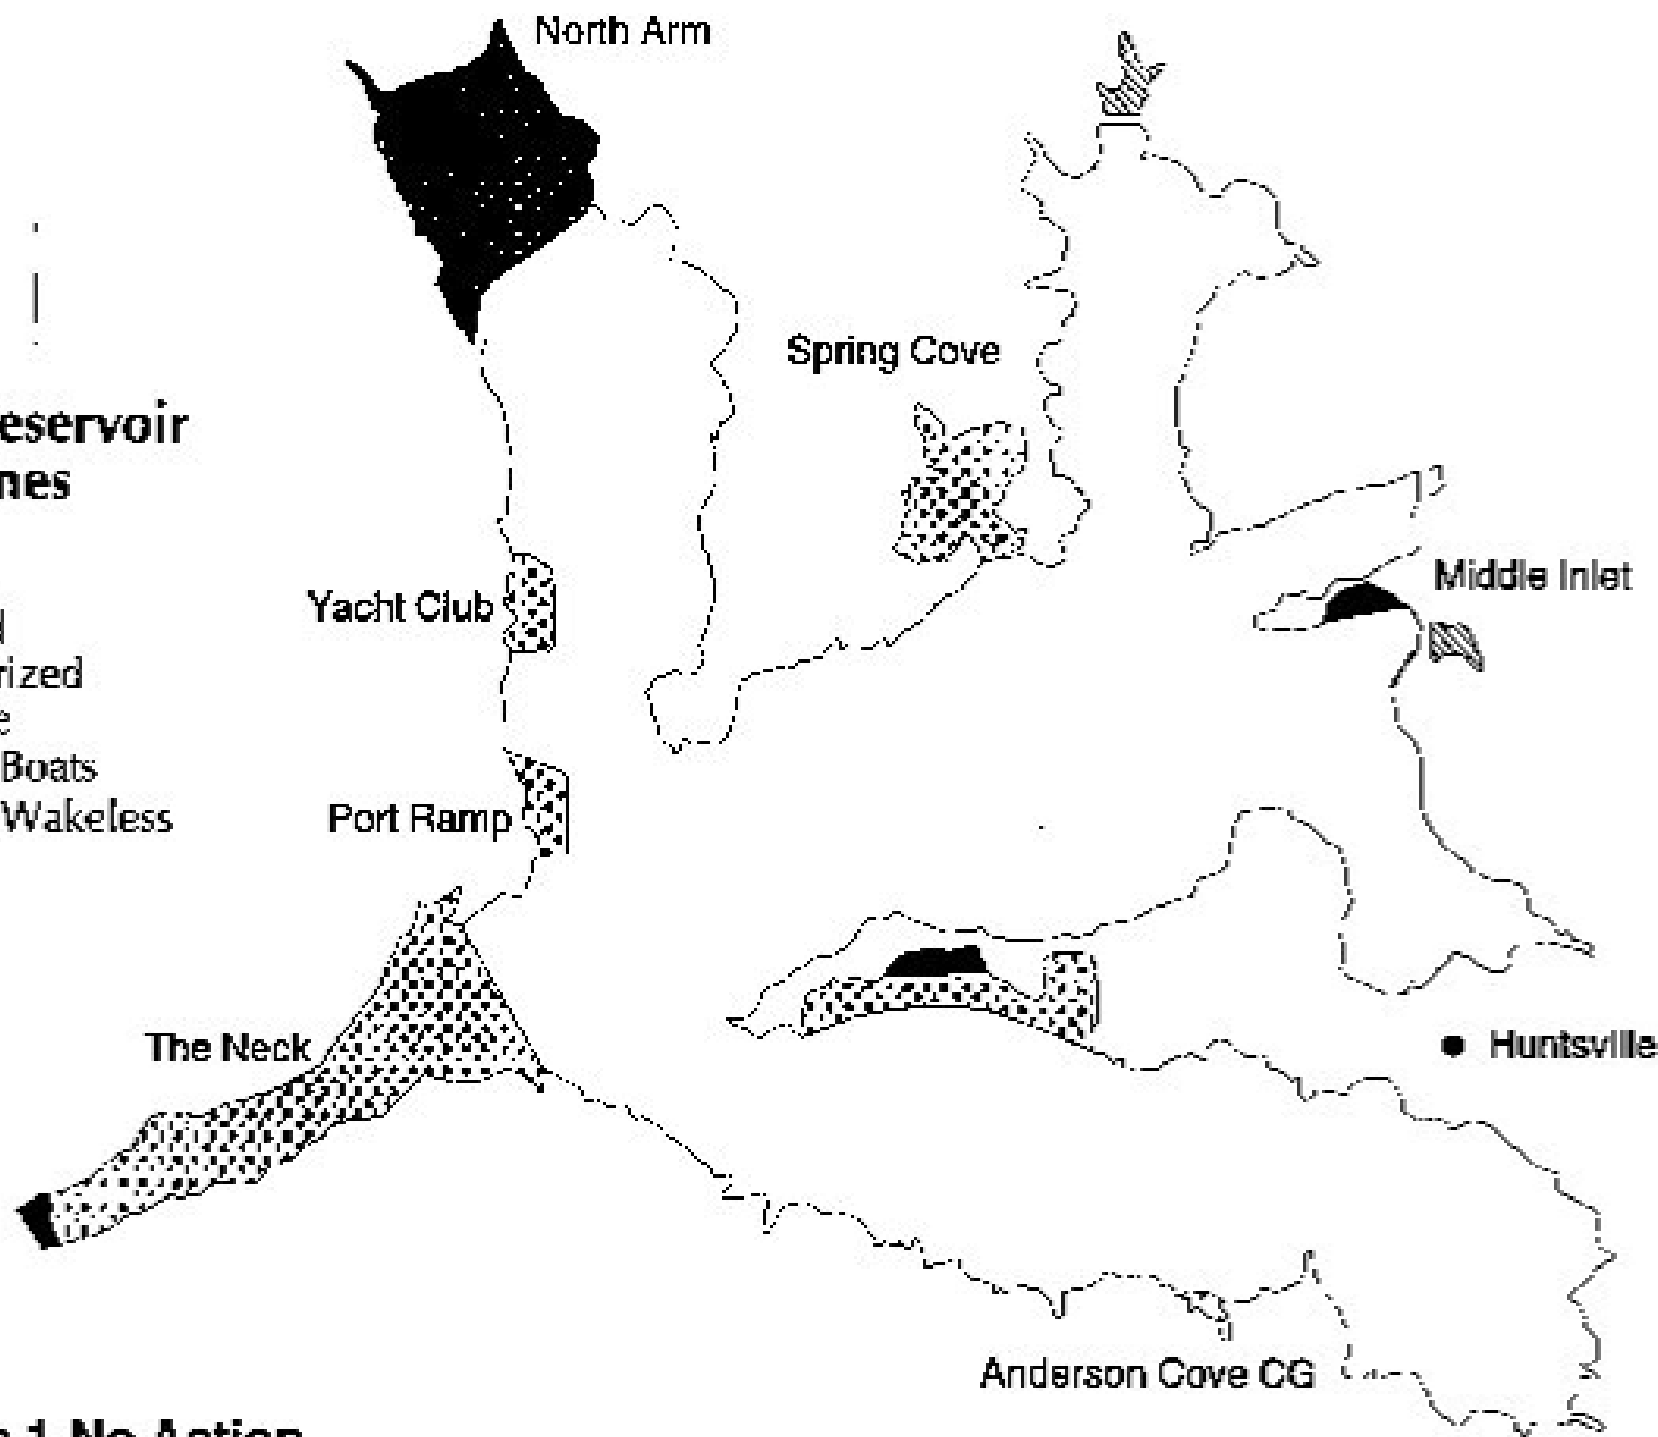 North Arm
Spring Cove
eservoir
nes
Middle Inlet
Yacht Club
rized
e
Boats
Port Ramp
Wakeless
The Neck
Huntsville
Anderson Cove CG
1 No Action